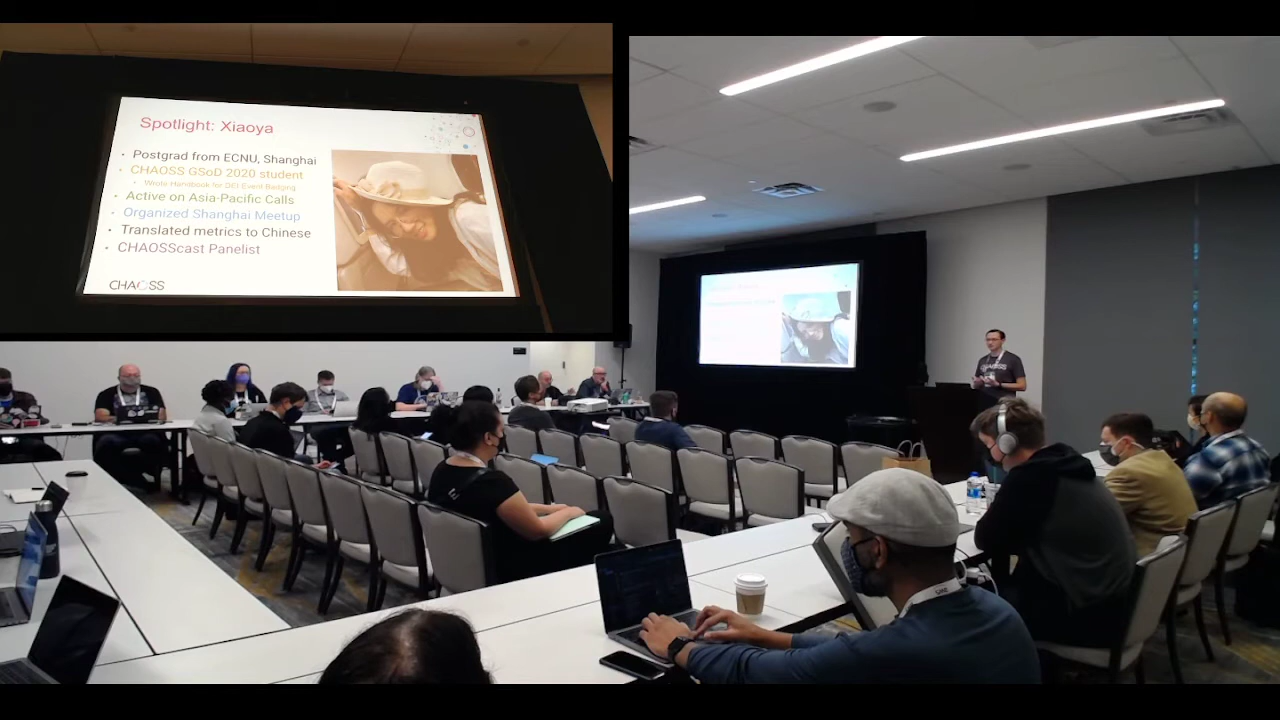 Spotlight: Xiaoya
• Postgrad from ECNU, Shanghai
• CHAOSS GSoD 2020 student
• Wrote Handbook for DEI Event Badging
• Active on Asia-Pacific Calls
• Organized Shanghai Meetup
• Translated metrics to Chinese
• CHAOSScast Panelist
CHAOSS
CHAOSS